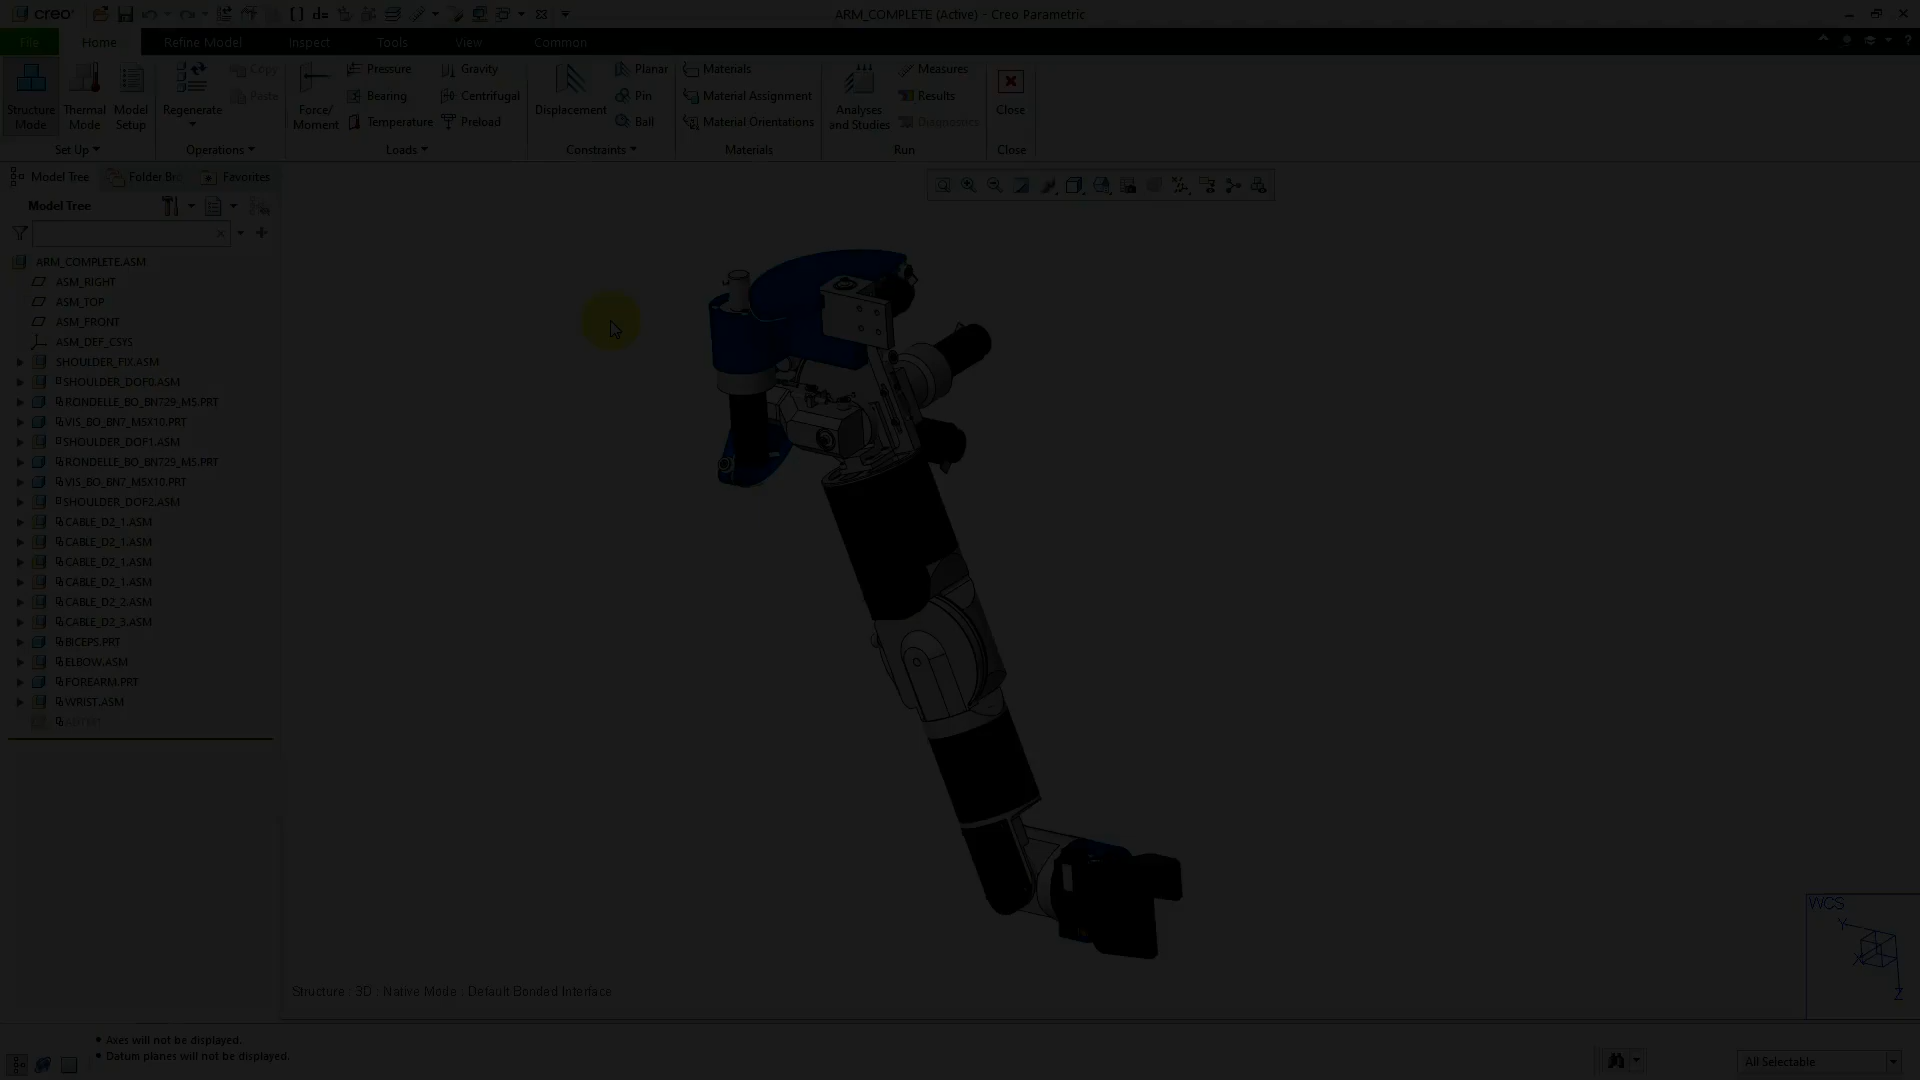 creo
ARM_COMPLETE (Active) - Creo Parametric
File
Home
Refine Model
Inspect
Tools
View
Common
Structure
Mode
Thermal
Mode
Model
Setup
Set Up
Regenerate
Copy
Paste
Operations
Force/
Moment
Pressure
Bearing
Temperature
Gravity
Centrifugal
Preload
Loads
Displacement
Planar
Pin
Ball
Constraints
Materials
Material Assignment
Material Orientations
Materials
Analyses
and Studies
Measures
Results
Diagnostics
Run
Close
Close
Model Tree
Folder Br
Favorites
Model Tree
ARM_COMPLETE.ASM
ASM_RIGHT
ASM_TOP
ASM_FRONT
ASM_DEF_CSYS
SHOULDER_FIX.ASM
SHOULDER_DOF0.ASM
RONDELLE_BO_BN729_M5.PRT
VIS_BO_BN7_M5X10.PRT
SHOULDER_DOF1.ASM
RONDELLE_BO_BN729_M5.PRT
VIS_BO_BN7_M5X10.PRT
SHOULDER_DOF2.ASM
CABLE_D2_1.ASM
CABLE_D2_1.ASM
CABLE_D2_1.ASM
CABLE_D2_1.ASM
CABLE_D2_2.ASM
CABLE_D2_3.ASM
BICEPS.PRT
ELBOW.ASM
FOREARM.PRT
WRIST.ASM
Structure : 3D : Native Mode - Default Bonded Interface
WCS
Y
X
Z
• Axes will not be displayed.
• Datum planes will not be displayed.
All Selectable